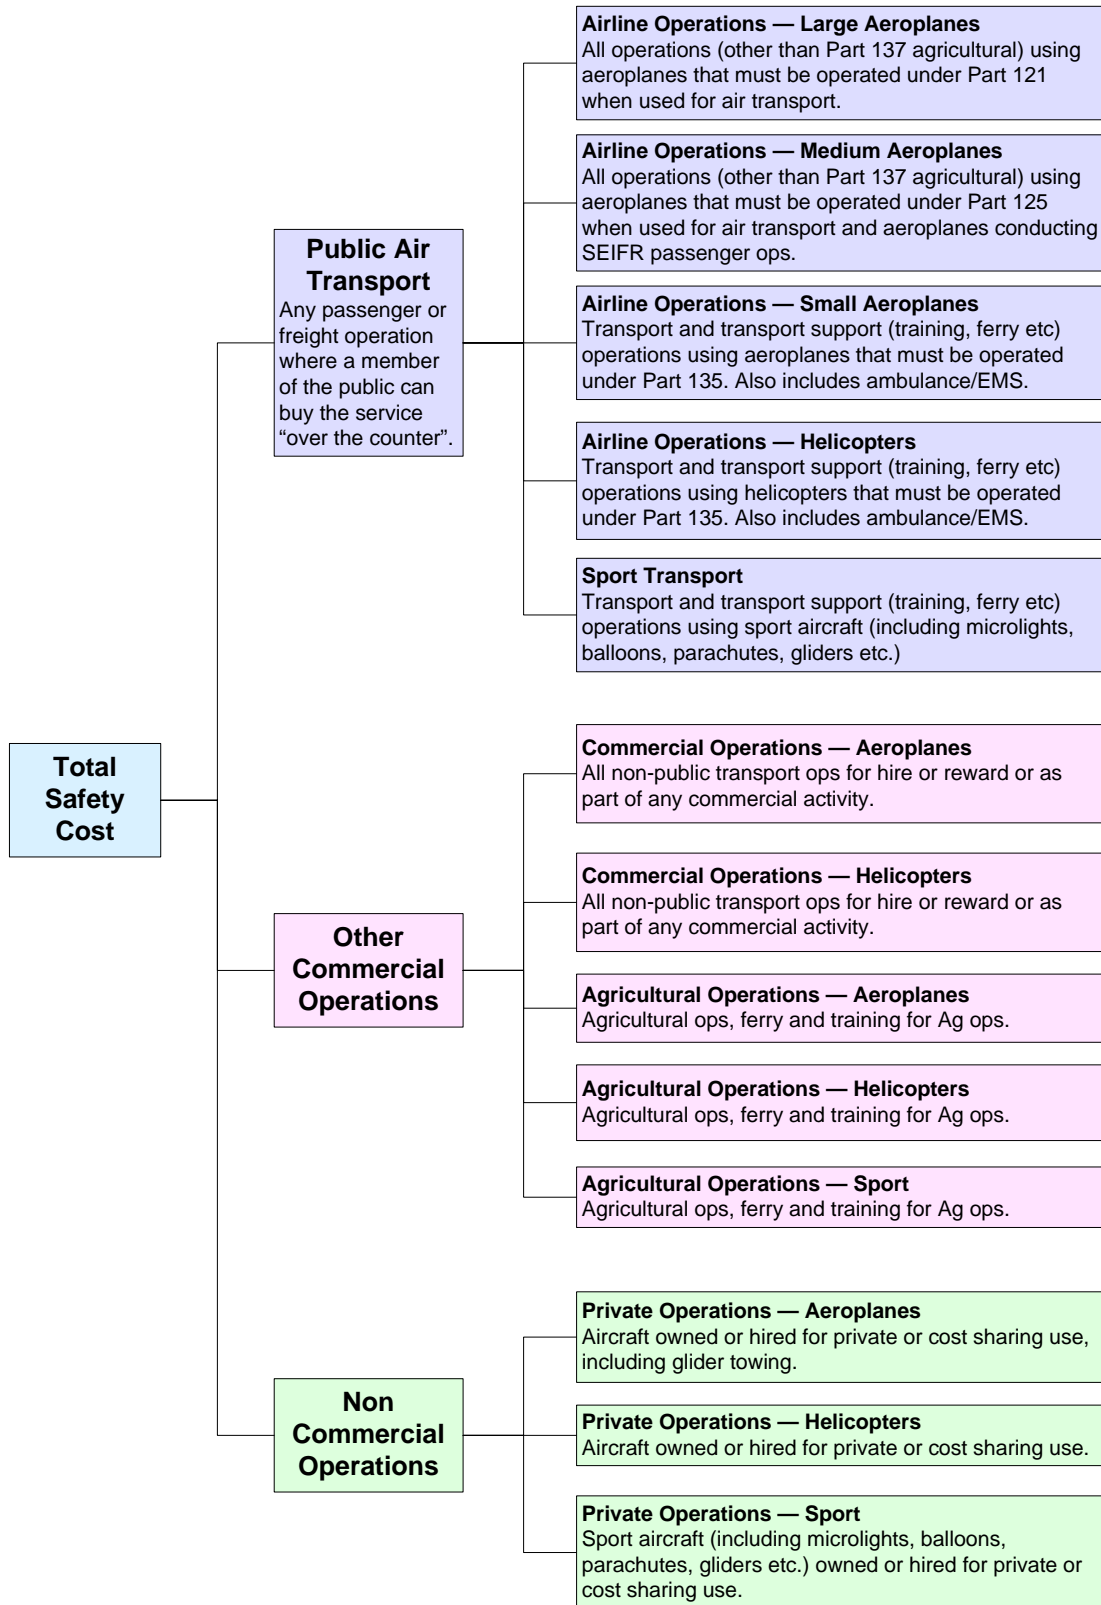 Total
Safety
Cost
Public Air
Transport
Any passenger or
freight operation
where a member
of the public can
buy the service
“over the counter”.
Airline Operations — Large Aeroplanes
All operations (other than Part 137 agricultural) using
aeroplanes that must be operated under Part 121
when used for air transport.
Airline Operations — Medium Aeroplanes
All operations (other than Part 137 agricultural) using
aeroplanes that must be operated under Part 125
when used for air transport and aeroplanes conducting
SEIFR passenger ops.
Airline Operations — Small Aeroplanes
Transport and transport support (training, ferry etc)
operations using aeroplanes that must be operated
under Part 135. Also includes ambulance/EMS.
Airline Operations — Helicopters
Transport and transport support (training, ferry etc)
operations using helicopters that must be operated
under Part 135. Also includes ambulance/EMS.
Sport Transport
Transport and transport support (training, ferry etc)
operations using sport aircraft (including microlights,
balloons, parachutes, gliders etc.)
Other
Commercial
Operations
Commercial Operations — Aeroplanes
All non-public transport ops for hire or reward or as
part of any commercial activity.
Commercial Operations — Helicopters
All non-public transport ops for hire or reward or as
part of any commercial activity.
Agricultural Operations — Aeroplanes
Agricultural ops, ferry and training for Ag ops.
Agricultural Operations — Helicopters
Agricultural ops, ferry and training for Ag ops.
Agricultural Operations — Sport
Agricultural ops, ferry and training for Ag ops.
Non
Commercial
Operations
Private Operations — Aeroplanes
Aircraft owned or hired for private or cost sharing use,
including glider towing.
Private Operations — Helicopters
Aircraft owned or hired for private or cost sharing use.
Private Operations — Sport
Sport aircraft (including microlights, balloons,
parachutes, gliders etc.) owned or hired for private or
cost sharing use.